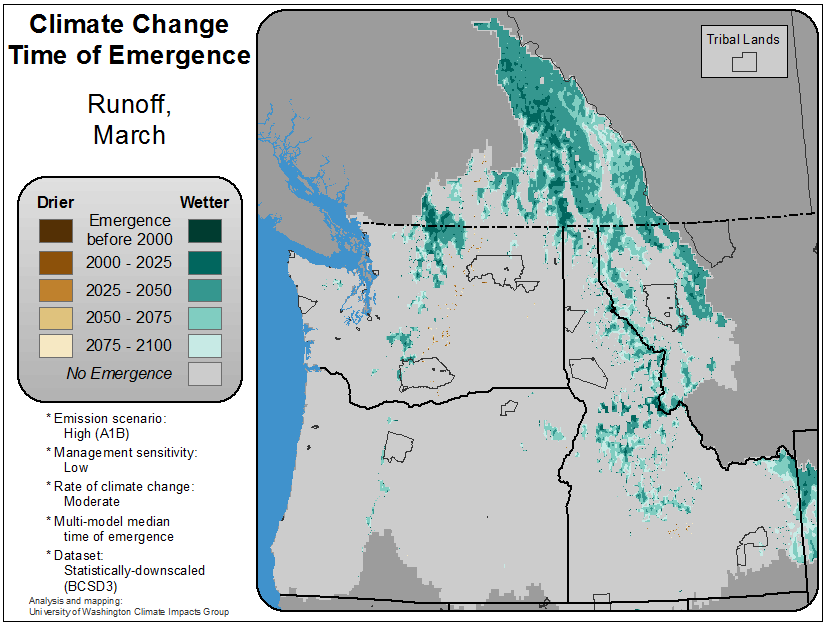 Climate Change
Time of Emergence
Runoff,
March
Drier
Wetter
Emergence
before 2000
2000 - 2025
2025 - 2050
2050 - 2075
2075 - 2100
No Emergence
* Emission scenario:
High (A1B)
* Management sensitivity:
Low
* Rate of climate change:
Moderate
* Multi-model median
time of emergence
* Dataset:
Statistically-downscaled
(BCSD3)
Analysis and mapping:
University of Washington Climate Impacts Group
Tribal Lands